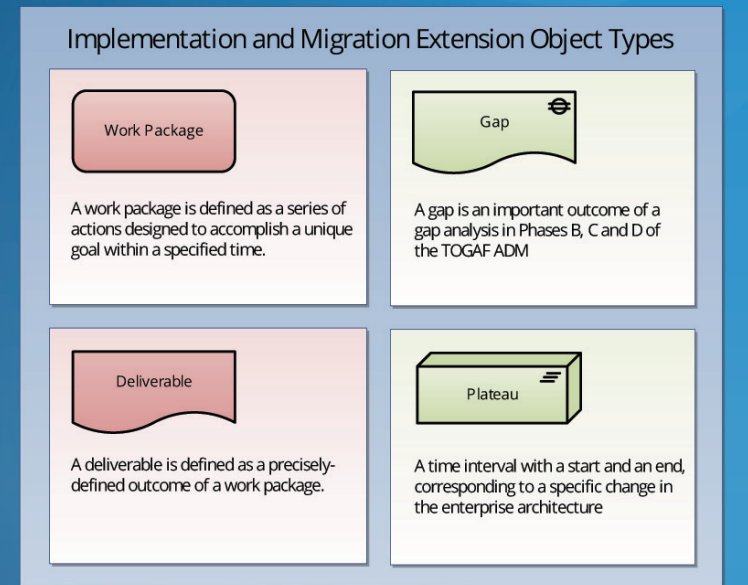 Implementation and Migration Extension Object Types
Work Package
A work package is defined as a series of
actions designed to accomplish a unique
goal within a specified time.
Gap
A gap is an important outcome of a
gap analysis in Phases B, C and D of
the TOGAF ADM
Deliverable
A deliverable is defined as a precisely-
defined outcome of a work package.
Plateau
A time interval with a start and an end,
corresponding to a specific change in
the enterprise architecture